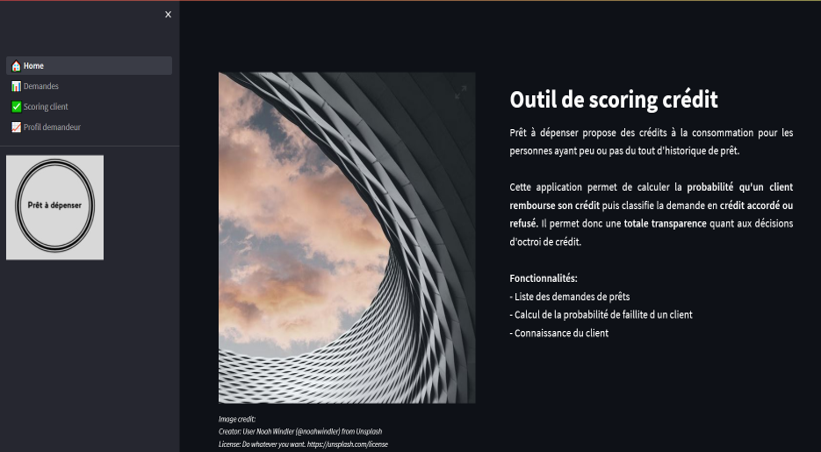 x
Home
Demandes
Scoring client
Profil demandeur
Prêt à dépenser
Outil de scoring crédit
Prêt à dépenser propose des crédits à la consommation pour les
personnes ayant peu ou pas du tout d'historique de prêt.
Cette application permet de calculer la probabilité qu'un client
rembourse son crédit puis classifie la demande en crédit accordé ou
refusé. Il permet donc une totale transparence quant aux décisions
d'octroi de crédit.
Fonctionnalités:
- Liste des demandes de prêts
- Calcul de la probabilité de faillite d un client
- Connaissance du client
Image credit:
Creator: User Noah Windler (@noahwindler) from Unsplash
License: Do whatever you want. https://unsplash.com/license